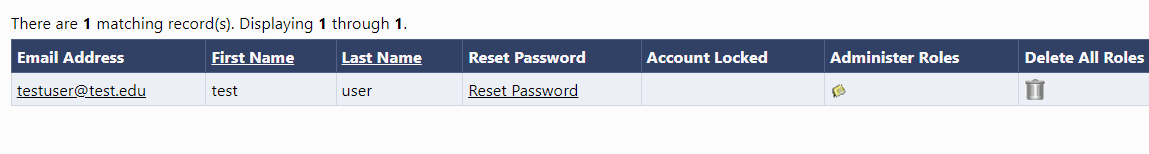 There are 1 matching record(s). Displaying 1 through 1.
Email Address First Name Last Name Reset Password Account Locked Administer Roles Delete All Roles
testuser@test.edu test user Reset Password